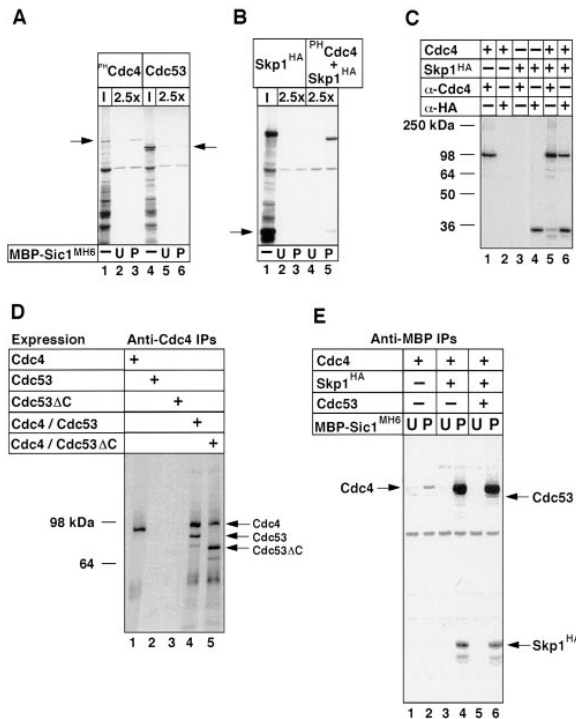 A
PHCdc4 Cdc53
I 2.5x I 2.5x
MBP-Sic1MH6 – U P – U P
1 2 3 4 5 6
B
Skp1HA PHCdc4 + Skp1HA
I 2.5x 2.5x
– U P U P
1 2 3 4 5
C
Cdc4 + + – – + +
Skp1HA – – + + + +
α-Cdc4 + – + – + –
α-HA – + – + – +
250 kDa
98
64
50
36
1 2 3 4 5 6
D
Expression Anti-Cdc4 IPs
Cdc4 +
Cdc53 +
Cdc53ΔC +
Cdc4 / Cdc53 +
Cdc4 / Cdc53ΔC +
98 kDa
64
Cdc4
Cdc53
Cdc53ΔC
1 2 3 4 5
E
Anti-MBP IPs
Cdc4 + + +
Skp1HA – + +
Cdc53 – – +
MBP-Sic1MH6 U P U P U P
Cdc4
Cdc53
Skp1HA
1 2 3 4 5 6